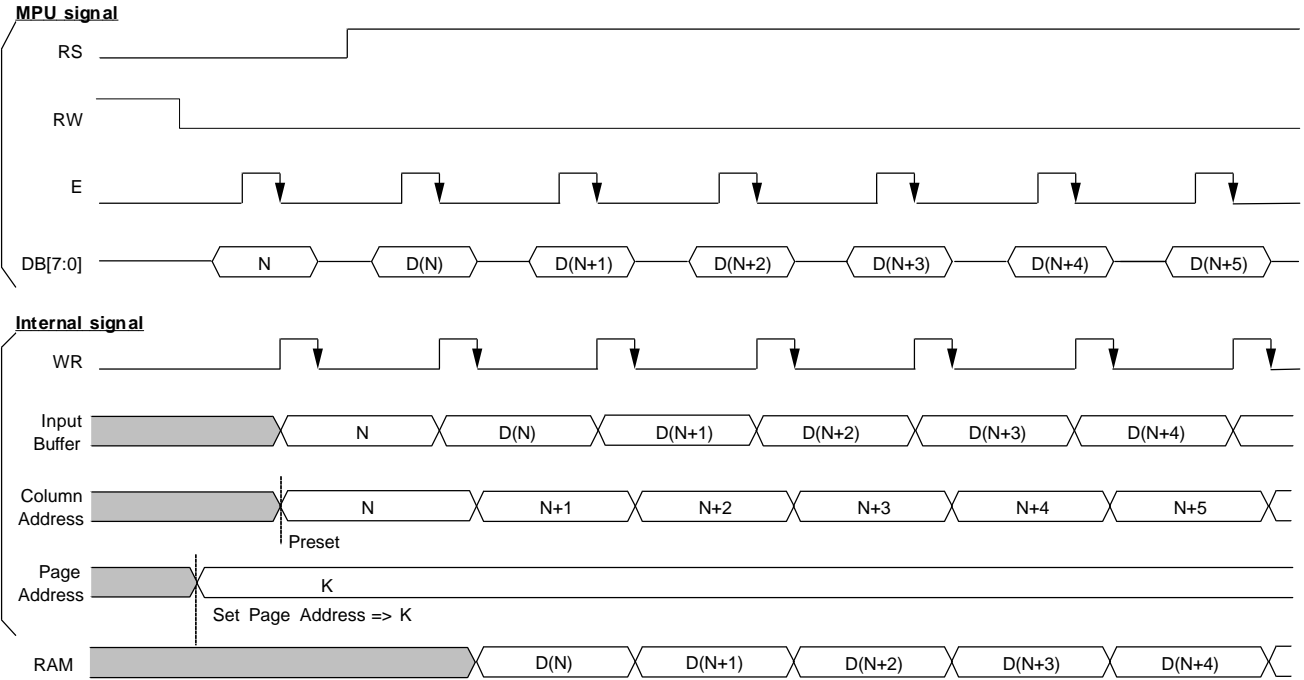 MPU signal
RS
RW
E
DB[7:0] N D(N) D(N+1) D(N+2) D(N+3) D(N+4) D(N+5)
Internal signal
WR
Input
Buffer
N D(N) D(N+1) D(N+2) D(N+3) D(N+4)
Column
Address
N N+1 N+2 N+3 N+4 N+5
Preset
Page
Address
K
Set Page Address => K
RAM D(N) D(N+1) D(N+2) D(N+3) D(N+4)